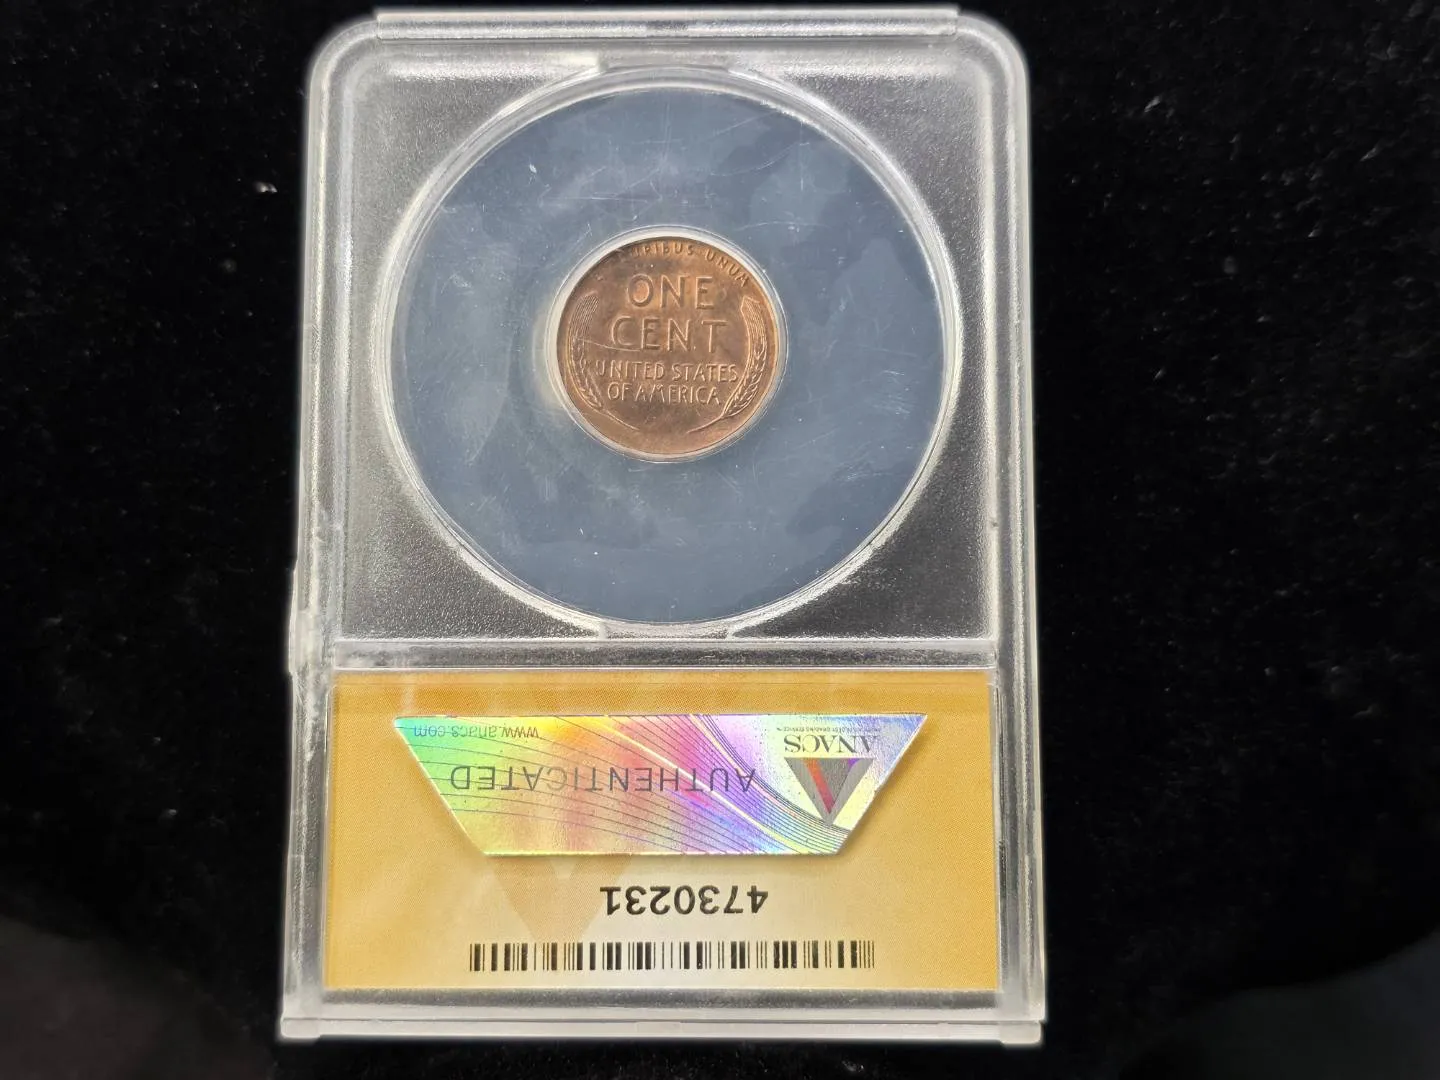 PLURIBUS UNUM
ONE
CENT
UNITED STATES
OF AMERICA
ANACS
www.anacs.com
AUTHENTICATED
4730231